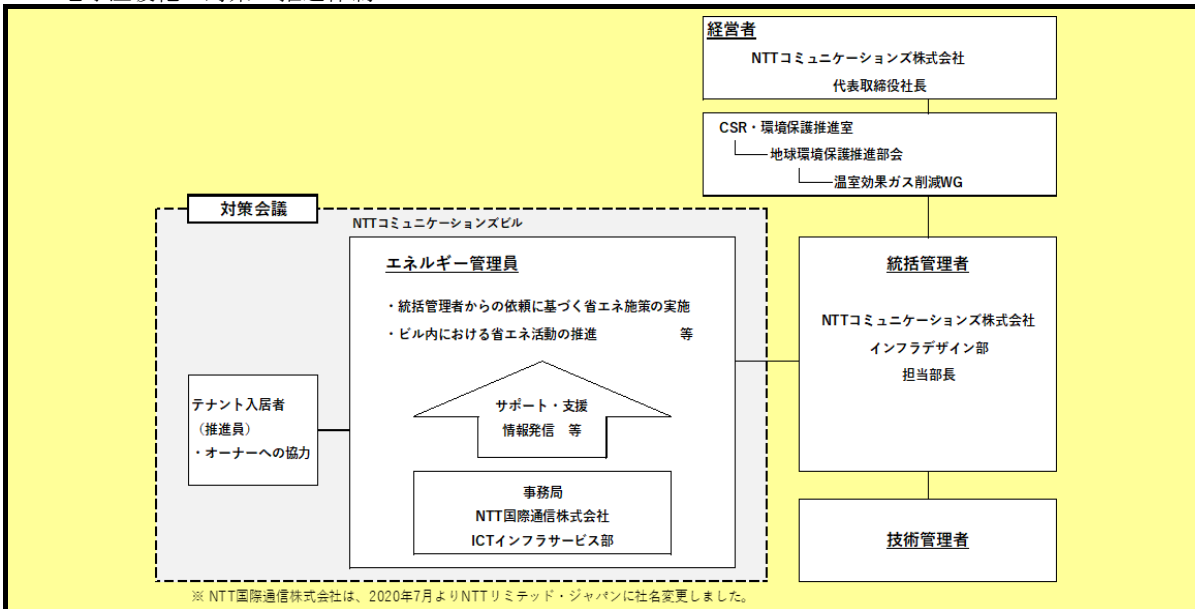 経営者
NTTコミュニケーションズ株式会社
代表取締役社長
CSR・環境保護推進室
地球環境保護推進部会
温室効果ガス削減WG
対策会議
NTTコミュニケーションズビル
エネルギー管理員
・統括管理者からの依頼に基づく省エネ施策の実施
・ビル内における省エネ活動の推進 等
サポート・支援
情報発信 等
事務局
NTT国際通信株式会社
ICTインフラサービス部
テナント入居者
（推進員）
・オーナーへの協力
統括管理者
NTTコミュニケーションズ株式会社
インフラデザイン部
担当部長
技術管理者
※ NTT国際通信株式会社は、2020年7月よりNTTリミテッド・ジャパンに社名変更しました。